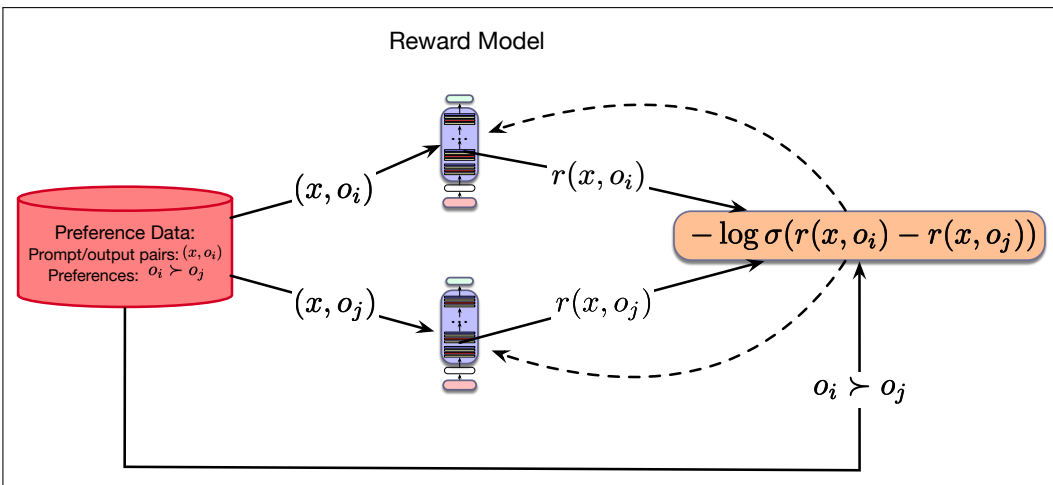 Reward Model
(x, o_i)
r(x, o_i)
Preference Data:
Prompt/output pairs: (x, o_i)
Preferences: o_i ≻ o_j
− log σ(r(x, o_i) − r(x, o_j))
(x, o_j)
r(x, o_j)
o_i ≻ o_j